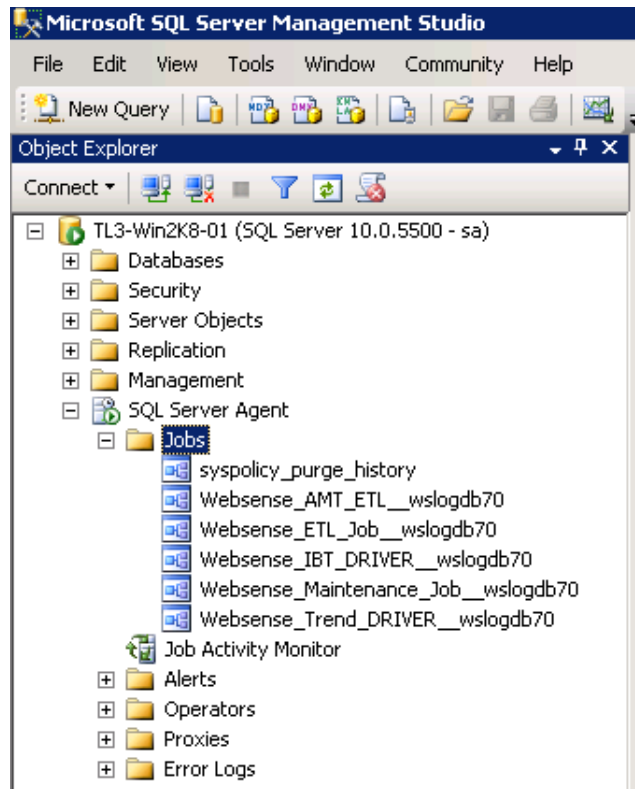 Microsoft SQL Server Management Studio
File Edit View Tools Window Community Help
New Query
Object Explorer
Connect
TL3-Win2K8-01 (SQL Server 10.0.5500 - sa)
Databases
Security
Server Objects
Replication
Management
SQL Server Agent
Jobs
syspolicy_purge_history
Websense_AMT_ETL__wslogdb70
Websense_ETL_Job__wslogdb70
Websense_IBT_DRIVER__wslogdb70
Websense_Maintenance_Job__wslogdb70
Websense_Trend_DRIVER__wslogdb70
Job Activity Monitor
Alerts
Operators
Proxies
Error Logs